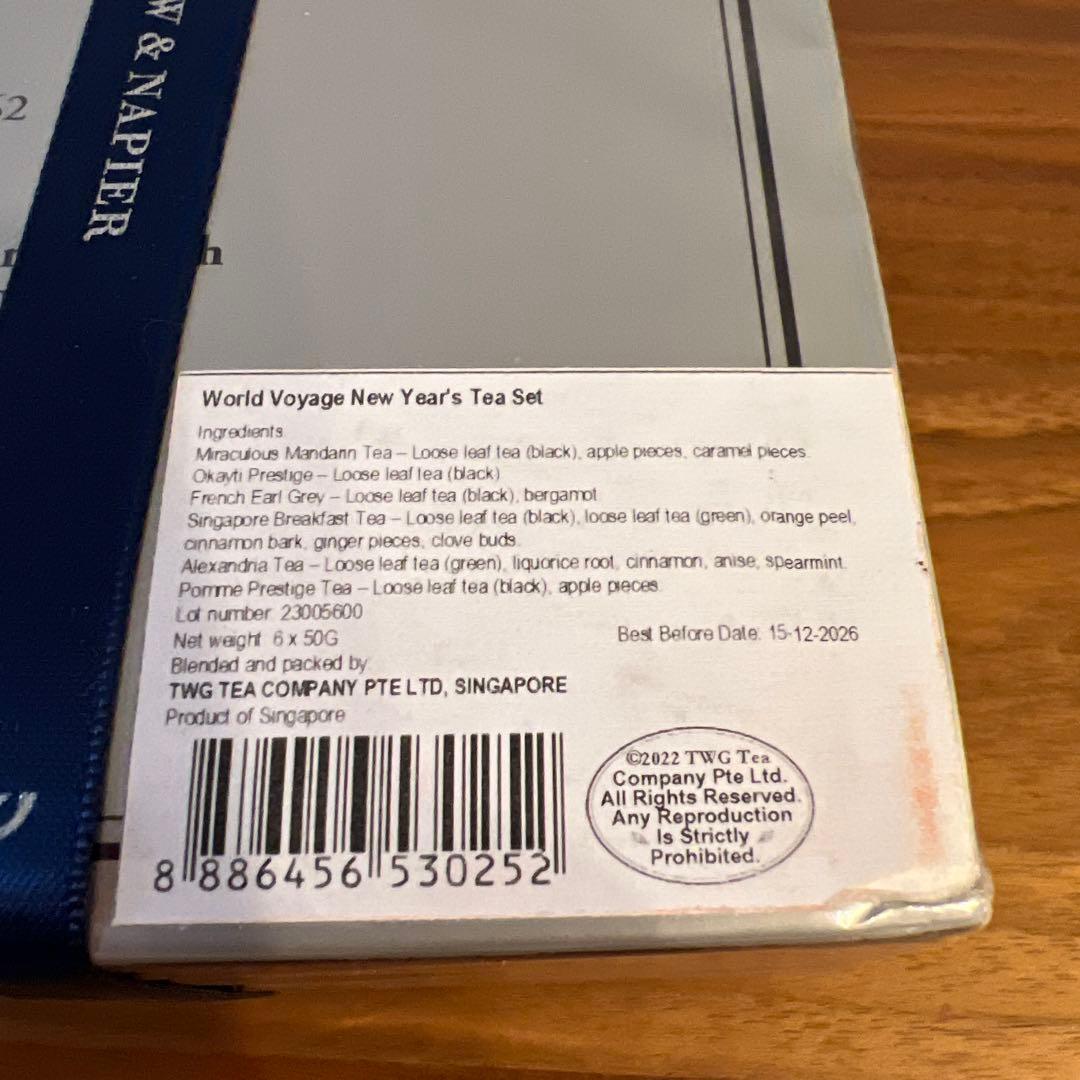 W & NAPIER
World Voyage New Year's Tea Set
Ingredients
Miraculous Mandarin Tea – Loose leaf tea (black), apple pieces, caramel pieces.
Okayti Prestige – Loose leaf tea (black)
French Earl Grey – Loose leaf tea (black), bergamot
Singapore Breakfast Tea – Loose leaf tea (black), loose leaf tea (green), orange peel,
cinnamon bark, ginger pieces, clove buds.
Alexandria Tea – Loose leaf tea (green), liquorice root, cinnamon, anise, spearmint.
Pomme Prestige Tea – Loose leaf tea (black), apple pieces.
Lot number: 23005600
Net weight: 6 x 50G
Best Before Date: 15-12-2026
Blended and packed by:
TWG TEA COMPANY PTE LTD, SINGAPORE
Product of Singapore
8 886456 530252
©2022 TWG Tea
Company Pte Ltd.
All Rights Reserved.
Any Reproduction
Is Strictly
Prohibited.